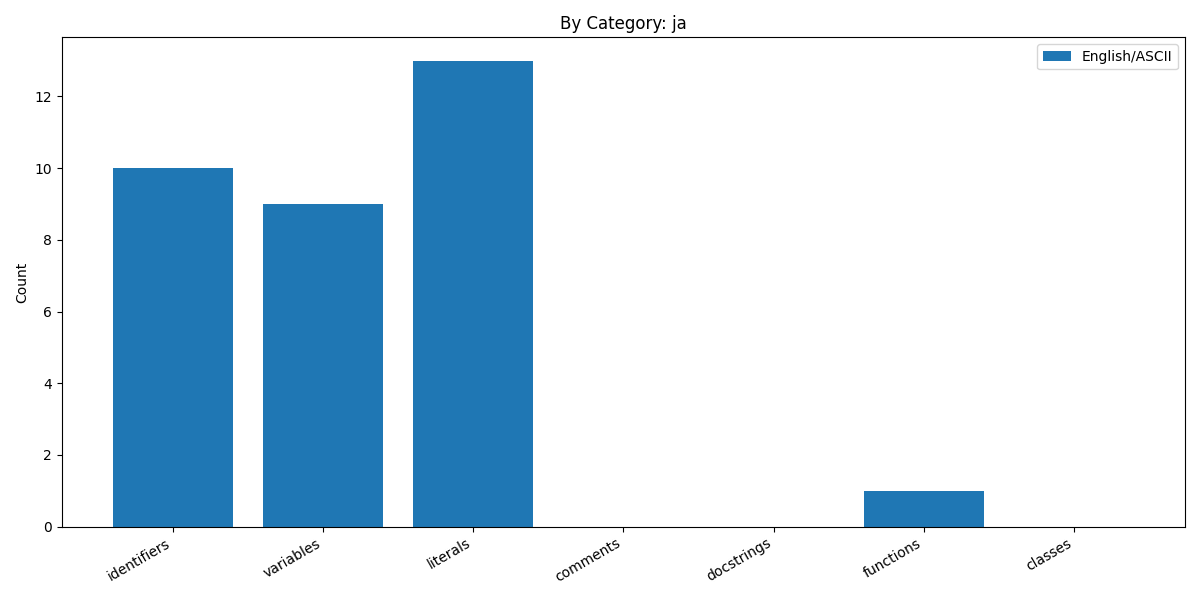 By Category: ja
English/ASCII
Count
12
10
8
6
4
2
0
identifiers
variables
literals
comments
docstrings
functions
classes